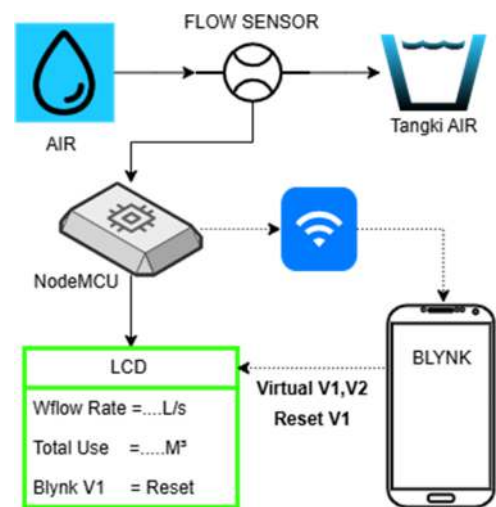 FLOW SENSOR
AIR
Tangki AIR
NodeMCU
BLYNK
LCD
Wflow Rate =....L/s
Total Use =.....M³
Blynk V1 = Reset
Virtual V1,V2
Reset V1